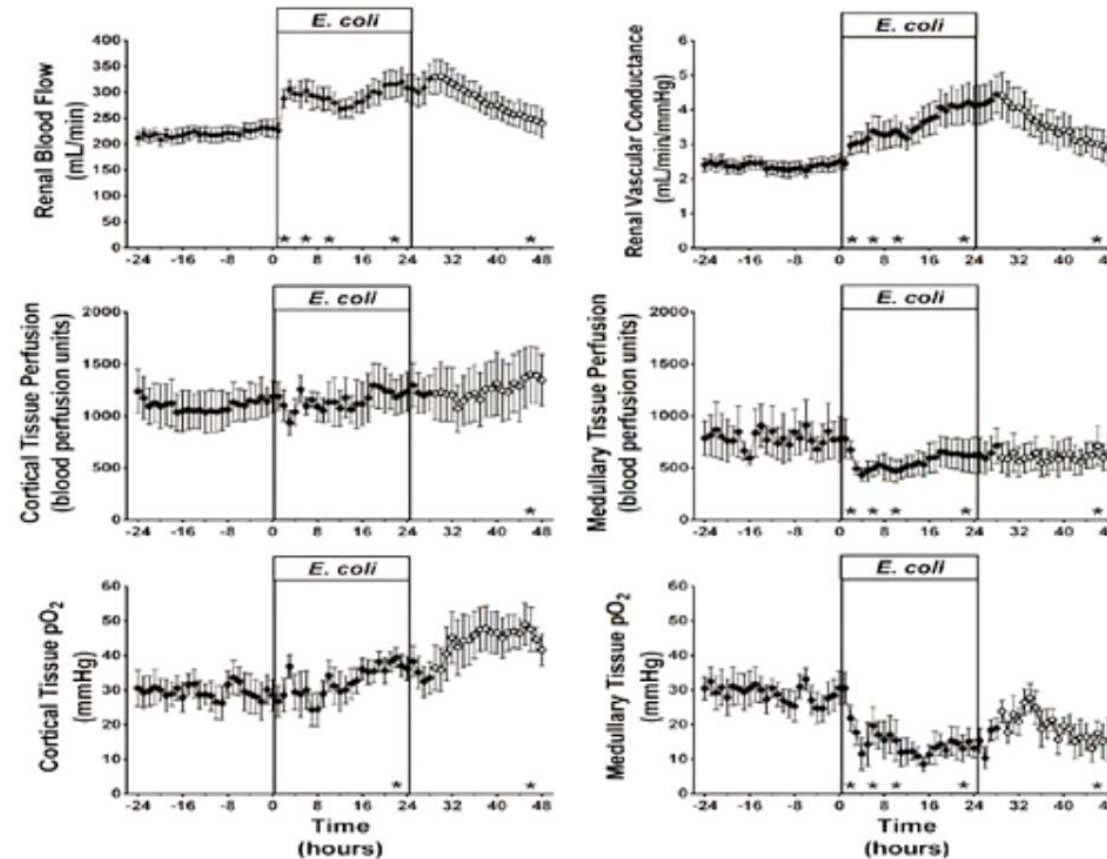 E. coli
400
350
300
250
200
150
100
50
0
Renal Blood Flow
(mL/min)
★ ★ ★ ★ ★
-24 -16 -8 0 8 16 24 32 40 48
E. coli
6
5
4
3
2
1
0
Renal Vascular Conductance
(mL/min/mmHg)
★ ★ ★ ★ ★
-24 -16 -8 0 8 16 24 32 40
E. coli
2000
1500
1000
500
0
Cortical Tissue Perfusion
(blood perfusion units)
★
-24 -16 -8 0 8 16 24 32 40 48
E. coli
2000
1500
1000
500
0
Medullary Tissue Perfusion
(blood perfusion units)
★ ★ ★ ★ ★
-24 -16 -8 0 8 16 24 32 40
E. coli
60
50
40
30
20
10
0
Cortical Tissue pO₂
(mmHg)
★ ★
-24 -16 -8 0 8 16 24 32 40 48
Time
(hours)
E. coli
60
50
40
30
20
10
0
Medullary Tissue pO₂
(mmHg)
★ ★ ★ ★ ★
-24 -16 -8 0 8 16 24 32 40
Time
(hours)